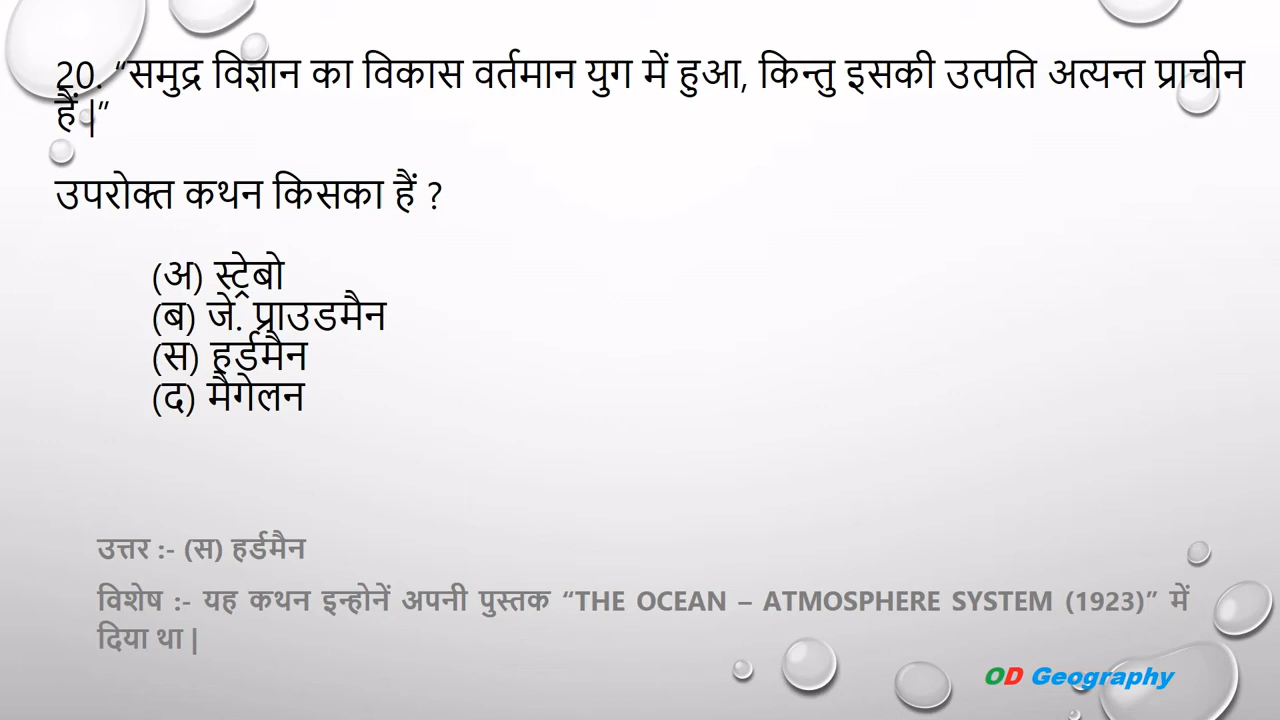 20. “समुद्र विज्ञान का विकास वर्तमान युग में हुआ, किन्तु इसकी उत्पति अत्यन्त प्राचीन
हैं |”
उपरोक्त कथन किसका हैं ?
(अ) स्ट्रेबो
(ब) जे. प्राउडमैन
(स) हर्डमैन
(द) मैगेलन
उत्तर :- (स) हर्डमैन
विशेष :- यह कथन इन्होनें अपनी पुस्तक “THE OCEAN – ATMOSPHERE SYSTEM (1923)” में
दिया था |
OD Geography